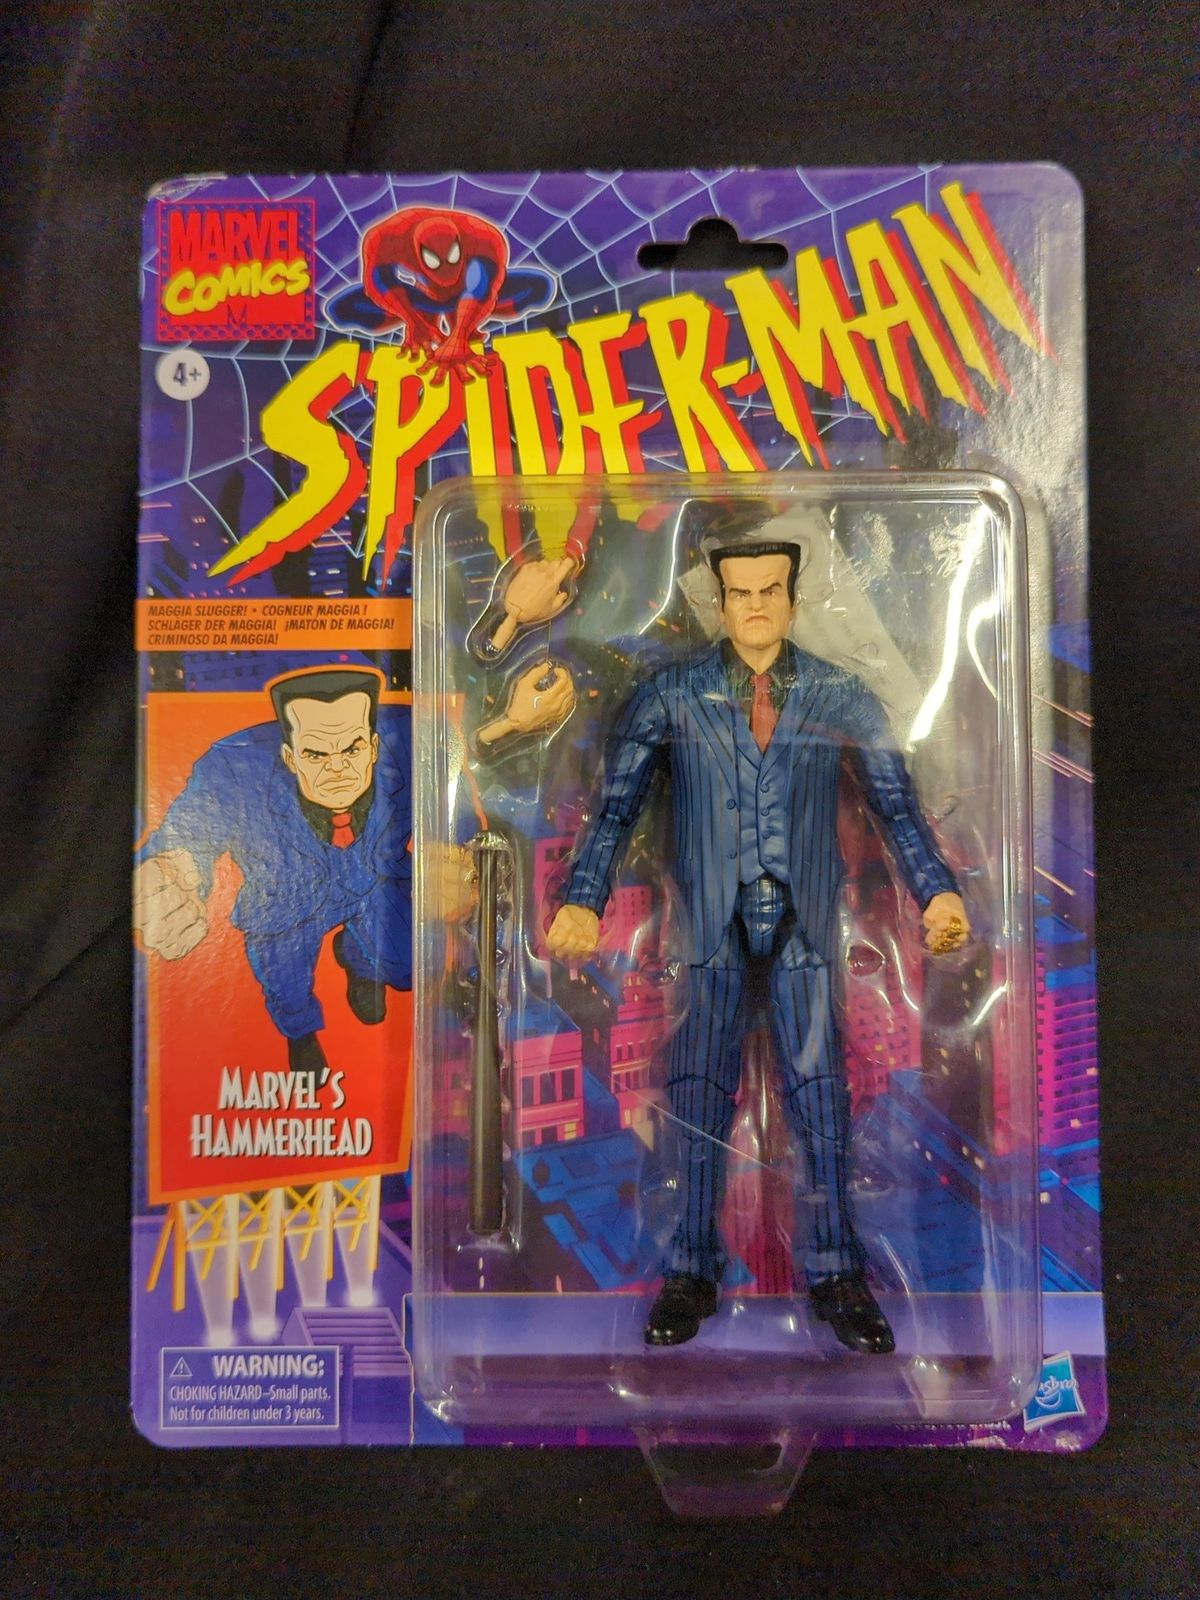 MARVEL
COMICS
4+
SPIDER-MAN
MAGGIA SLUGGER! • COGNEUR MAGGIA !
SCHLÄGER DER MAGGIA! ¡MATÓN DE MAGGIA!
CRIMINOSO DA MAGGIA!
MARVEL'S
HAMMERHEAD
WARNING:
CHOKING HAZARD–Small parts.
Not for children under 3 years.
Hasbro